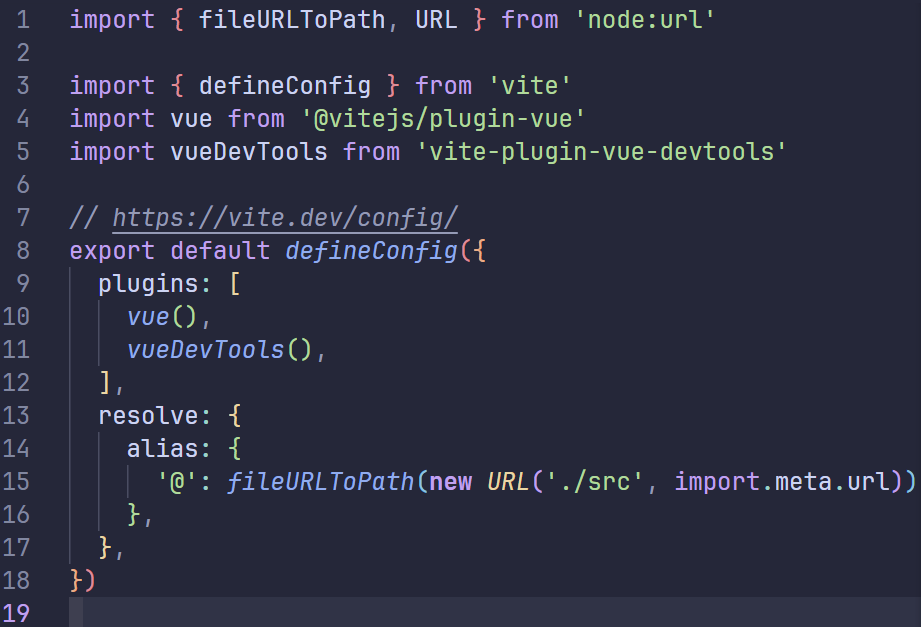 1 import { fileURLToPath, URL } from 'node:url'
2
3 import { defineConfig } from 'vite'
4 import vue from '@vitejs/plugin-vue'
5 import vueDevTools from 'vite-plugin-vue-devtools'
6
7 // https://vite.dev/config/
8 export default defineConfig({
9   plugins: [
10     vue(),
11     vueDevTools(),
12   ],
13   resolve: {
14     alias: {
15       '@': fileURLToPath(new URL('./src', import.meta.url))
16     },
17   },
18 })
19